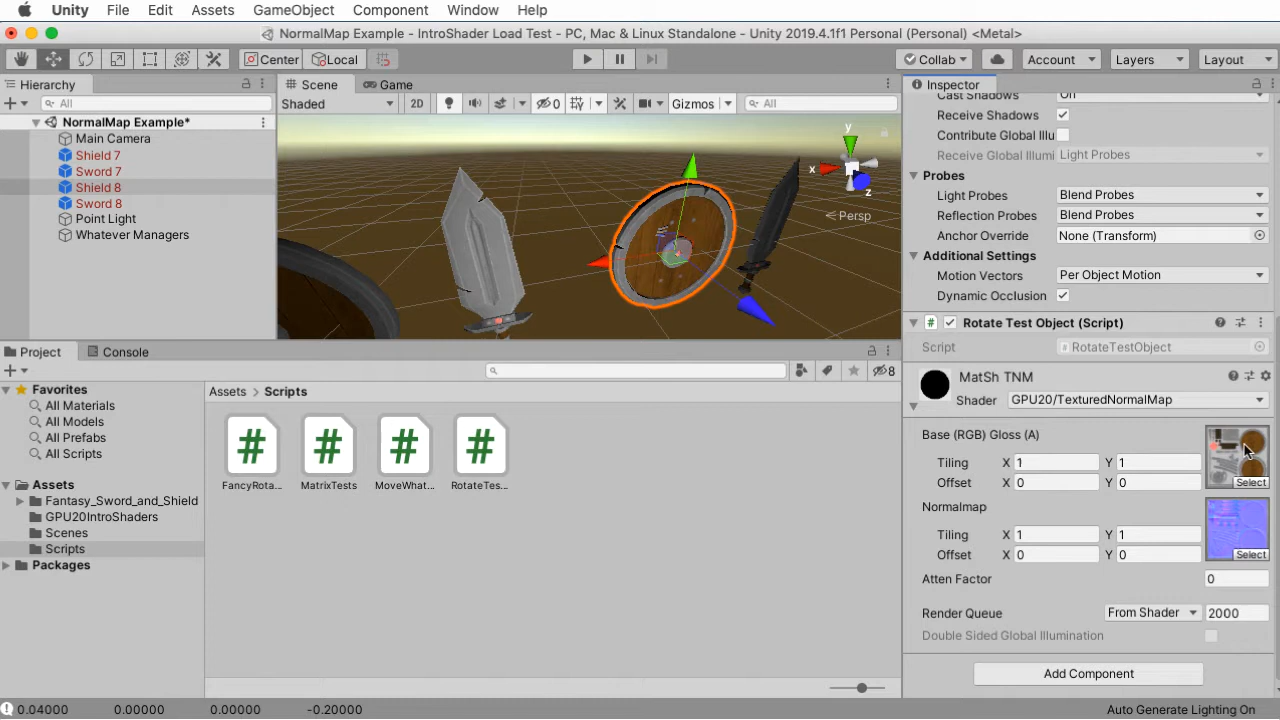 Unity File Edit Assets GameObject Component Window Help
NormalMap Example - IntroShader Load Test - PC, Mac & Linux Standalone - Unity 2019.4.1f1 Personal (Personal) <Metal>
Center Local Collab Account Layers Layout
Hierarchy
All
NormalMap Example*
Main Camera
Shield 7
Sword 7
Shield 8
Sword 8
Point Light
Whatever Managers
Scene Game
Shaded 2D 0 Gizmos All
y
x
z
Persp
Inspector
Cast Shadows On
Receive Shadows
Contribute Global Illu
Receive Global Illumi Light Probes
Probes
Light Probes Blend Probes
Reflection Probes Blend Probes
Anchor Override None (Transform)
Additional Settings
Motion Vectors Per Object Motion
Dynamic Occlusion
# Rotate Test Object (Script)
Script # RotateTestObject
MatSh TNM
Shader GPU20/TexturedNormalMap
Base (RGB) Gloss (A)
Tiling X 1 Y 1
Offset X 0 Y 0
Select
Normalmap
Tiling X 1 Y 1
Offset X 0 Y 0
Select
Atten Factor 0
Render Queue From Shader 2000
Double Sided Global Illumination
Add Component
Project Console
8
Favorites
All Materials
All Models
All Prefabs
All Scripts
Assets
Fantasy_Sword_and_Shield
GPU20IntroShaders
Scenes
Scripts
Packages
Assets > Scripts
# # # #
FancyRota... MatrixTests MoveWhat... RotateTes...
0.04000 0.00000 0.00000 -0.20000
Auto Generate Lighting On